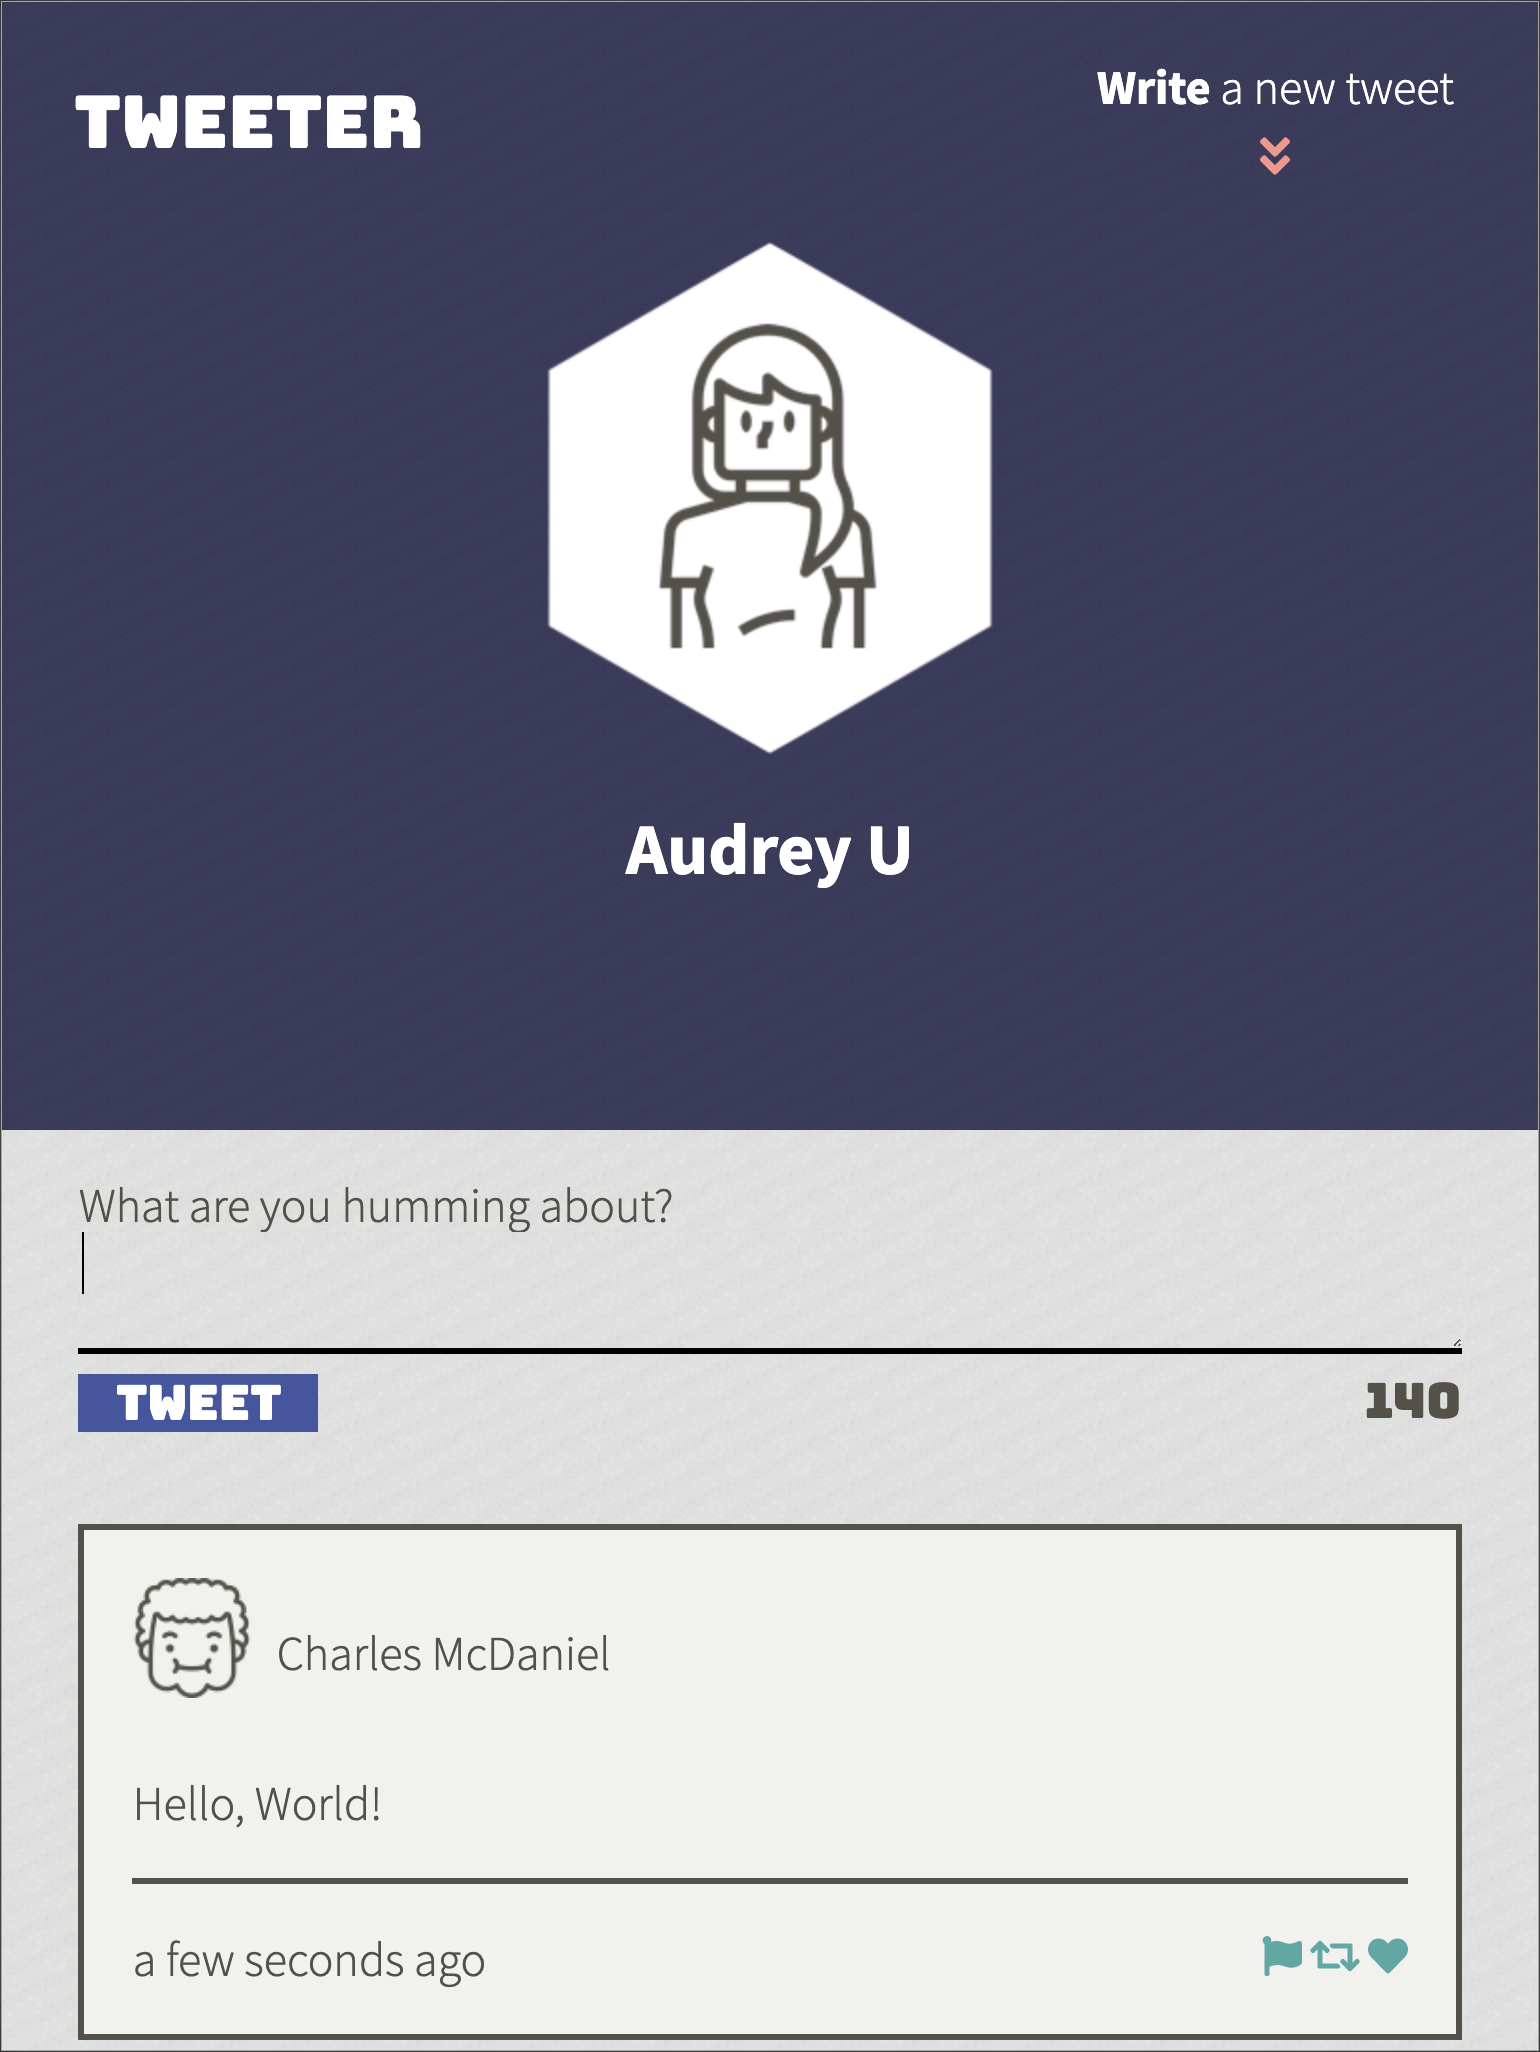 TWEETER
Write a new tweet
Audrey U
What are you humming about?
TWEET
140
Charles McDaniel
Hello, World!
a few seconds ago